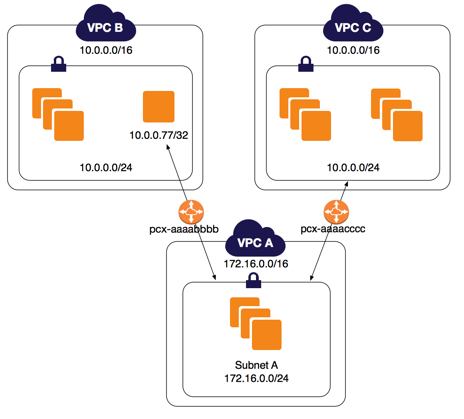 VPC B
10.0.0.0/16
10.0.0.77/32
10.0.0.0/24
VPC C
10.0.0.0/16
10.0.0.0/24
pcx-aaaabbbb
pcx-aaaacccc
VPC A
172.16.0.0/16
Subnet A
172.16.0.0/24